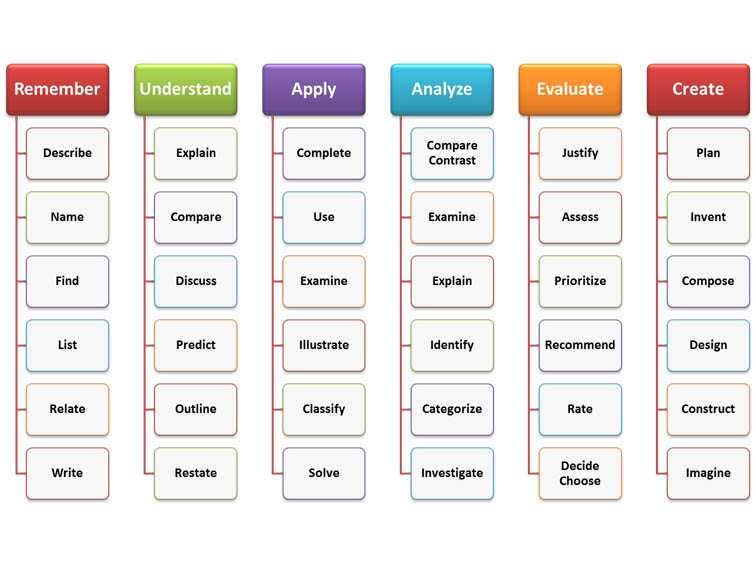 Remember
Describe
Name
Find
List
Relate
Write
Understand
Explain
Compare
Discuss
Predict
Outline
Restate
Apply
Complete
Use
Examine
Illustrate
Classify
Solve
Analyze
Compare
Contrast
Examine
Explain
Identify
Categorize
Investigate
Evaluate
Justify
Assess
Prioritize
Recommend
Rate
Decide
Choose
Create
Plan
Invent
Compose
Design
Construct
Imagine